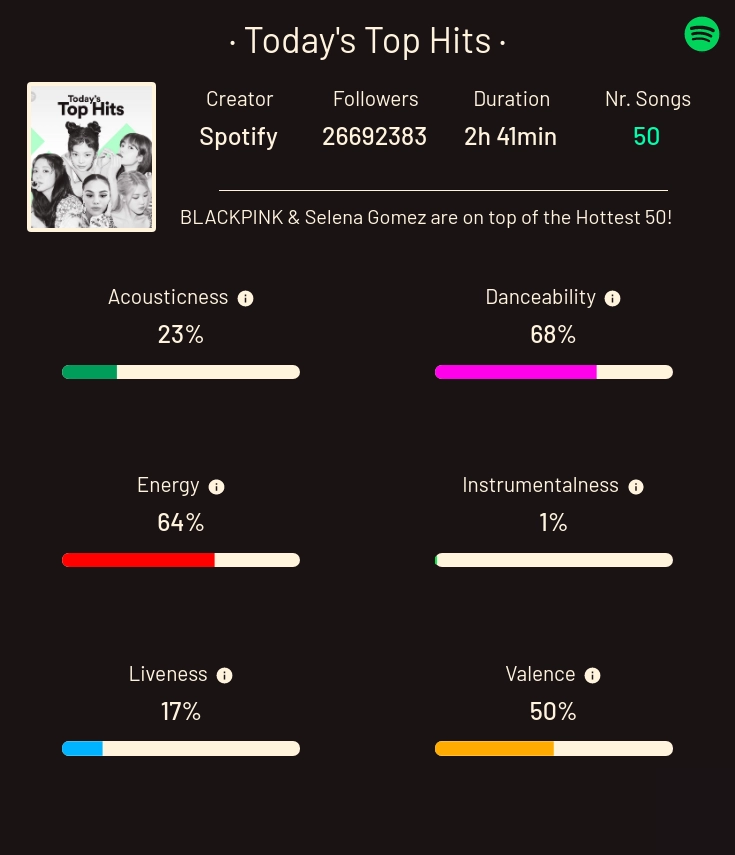 · Today's Top Hits ·
Today's
Top Hits
Creator Followers Duration Nr. Songs
Spotify 26692383 2h 41min 50
BLACKPINK & Selena Gomez are on top of the Hottest 50!
Acousticness Danceability
23% 68%
Energy Instrumentalness
64% 1%
Liveness Valence
17% 50%